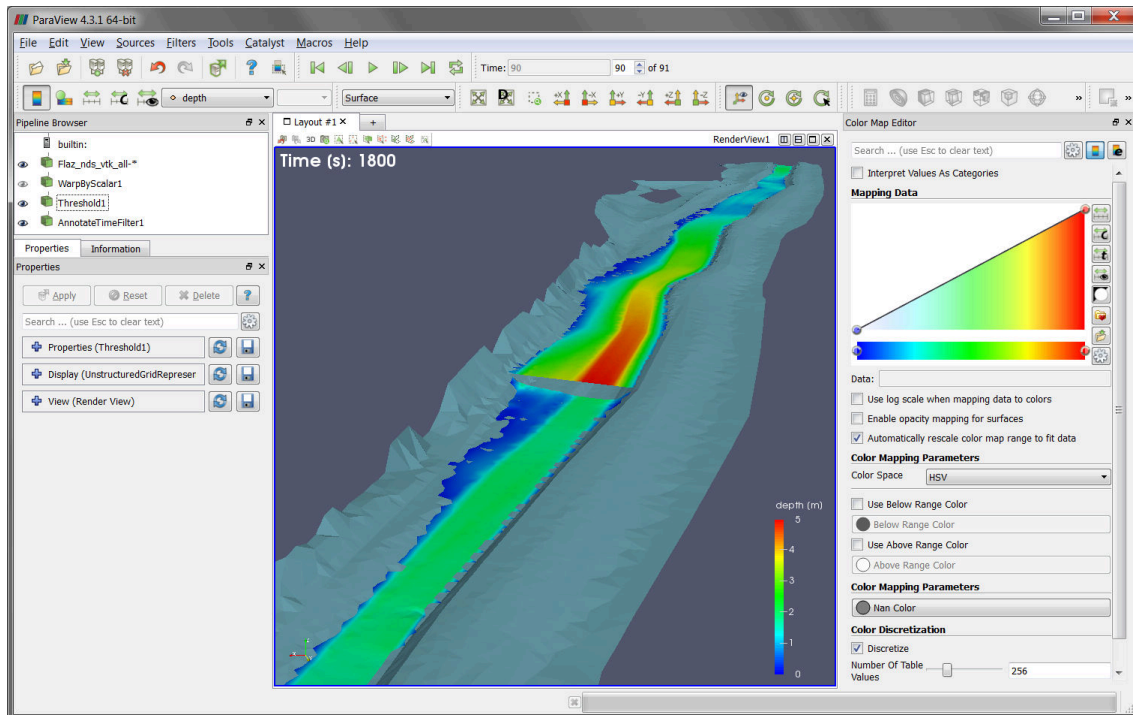 ParaView 4.3.1 64-bit
File Edit View Sources Filters Tools Catalyst Macros Help
Time: 90 90 of 91
depth Surface
+X -X +Y -Y +Z -Z
» »
Pipeline Browser
builtin:
Flaz_nds_vtk_all-*
WarpByScalar1
Threshold1
AnnotateTimeFilter1
Properties Information
Properties
Apply Reset Delete ?
Search ... (use Esc to clear text)
Properties (Threshold1)
Display (UnstructuredGridRepreser
View (Render View)
Layout #1 × +
3D RenderView1
Time (s): 1800
depth (m)
5
4
3
2
1
0
Color Map Editor
Search ... (use Esc to clear text)
Interpret Values As Categories
Mapping Data
Data:
Use log scale when mapping data to colors
Enable opacity mapping for surfaces
Automatically rescale color map range to fit data
Color Mapping Parameters
Color Space HSV
Use Below Range Color
Below Range Color
Use Above Range Color
Above Range Color
Color Mapping Parameters
Nan Color
Color Discretization
Discretize
Number Of Table Values 256